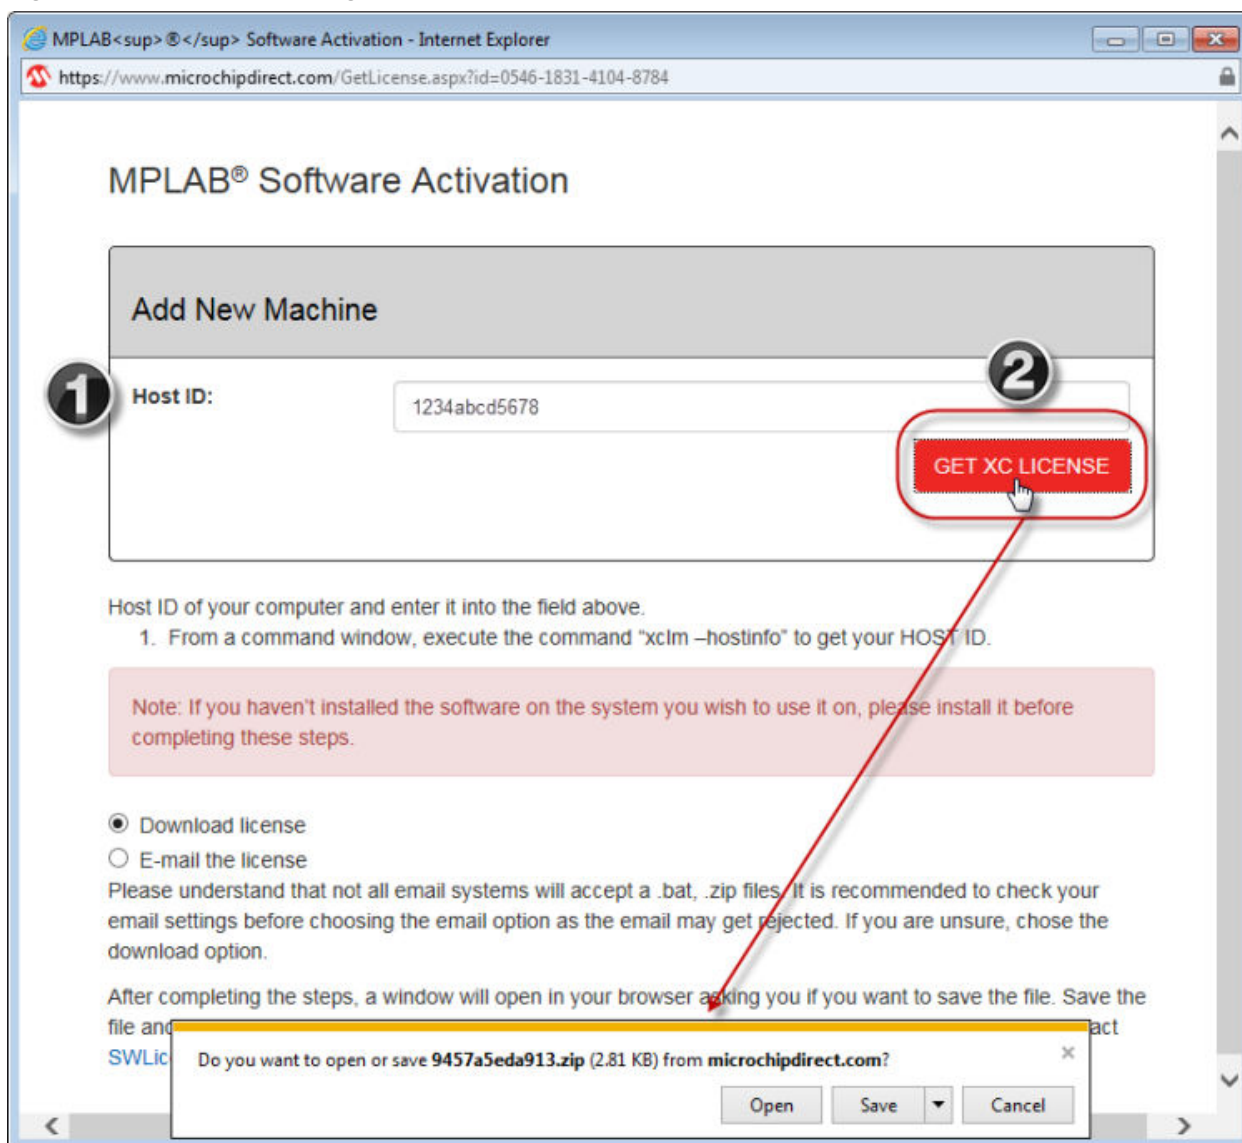 MPLAB<sup>®</sup> Software Activation - Internet Explorer
https://www.microchipdirect.com/GetLicense.aspx?id=0546-1831-4104-8784
MPLAB® Software Activation
Add New Machine
2
1
Host ID:
1234abcd5678
GET XC LICENSE
Host ID of your computer and enter it into the field above.
1. From a command window, execute the command “xclm –hostinfo” to get your HOST ID.
Note: If you haven't installed the software on the system you wish to use it on, please install it before
completing these steps.
Download license
E-mail the license
Please understand that not all email systems will accept a .bat, .zip files. It is recommended to check your
email settings before choosing the email option as the email may get rejected. If you are unsure, chose the
download option.
After completing the steps, a window will open in your browser asking you if you want to save the file. Save the
file and act
SWLic
Do you want to open or save 9457a5eda913.zip (2.81 KB) from microchipdirect.com?
Open Save Cancel